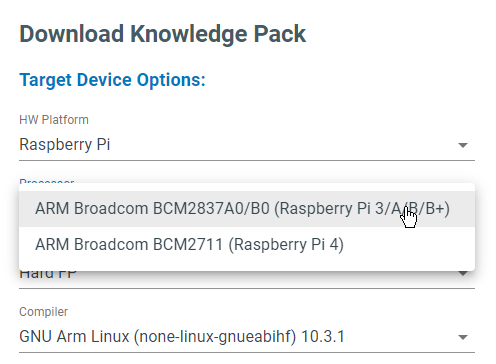 Download Knowledge Pack
Target Device Options:
HW Platform
Raspberry Pi
Processor
ARM Broadcom BCM2837A0/B0 (Raspberry Pi 3/A/B/B+)
ARM Broadcom BCM2711 (Raspberry Pi 4)
Hard FP
Compiler
GNU Arm Linux (none-linux-gnueabihf) 10.3.1